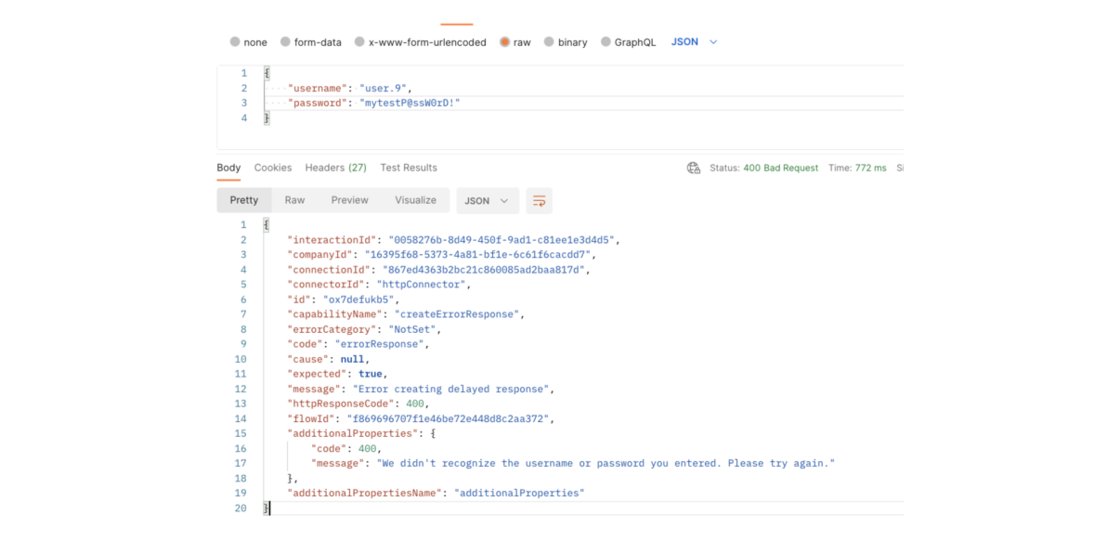 none form-data x-www-form-urlencoded raw binary GraphQL JSON
1 {
2 "username": "user.9",
3 "password": "mytestP@ssW0rD!"
4 }
Body Cookies Headers (27) Test Results Status: 400 Bad Request Time: 772 ms Si
Pretty Raw Preview Visualize JSON
1 {
2 "interactionId": "0058276b-8d49-450f-9ad1-c81ee1e3d4d5",
3 "companyId": "16395f68-5373-4a81-bf1e-6c61f6cacdd7",
4 "connectionId": "867ed4363b2bc21c860085ad2baa817d",
5 "connectorId": "httpConnector",
6 "id": "ox7defukb5",
7 "capabilityName": "createErrorResponse",
8 "errorCategory": "NotSet",
9 "code": "errorResponse",
10 "cause": null,
11 "expected": true,
12 "message": "Error creating delayed response",
13 "httpResponseCode": 400,
14 "flowId": "f869696707f1e46be72e448d8c2aa372",
15 "additionalProperties": {
16 "code": 400,
17 "message": "We didn't recognize the username or password you entered. Please try again."
18 },
19 "additionalPropertiesName": "additionalProperties"
20 }